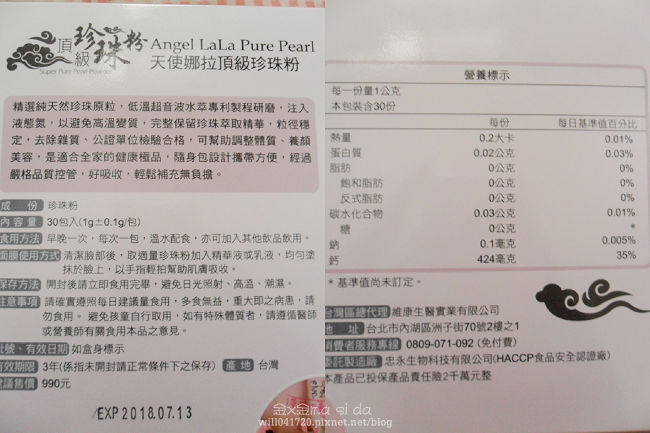 頂級 珍珠粉
Super Pure Pearl Powder
Angel LaLa Pure Pearl
天使娜拉頂級珍珠粉
精選純天然珍珠原粒，低溫超音波水萃專利製程研磨，注入
液態氮，以避免高溫變質，完整保留珍珠萃取精華，粒徑穩
定，去除雜質、公證單位檢驗合格，可幫助調整體質、養顏
美容，是適合全家的健康極品，隨身包設計攜帶方便，經過
嚴格品質控管，好吸收，輕鬆補充無負擔。
成 份 珍珠粉
內容量 30包入(1g±0.1g/包)
食用方法 早晚一次，每次一包，溫水配食，亦可加入其他飲品飲用。
面膜使用方式 清潔臉部後，取適量珍珠粉加入精華液或乳液，均勻塗
抹於臉上，以手指輕拍幫助肌膚吸收。
保存方法 開封後請立即食用完畢，避免日光照射、高溫、潮濕。
注意事項 請確實遵照每日建議量食用，多食無益，重大即之病患，請
勿食用。 避免孩童自行取用，如有特殊體質者，請遵循醫師
或營養師有關食用本品之意見。
批號、有效日期 如盒身標示
有效期限 3年(係指未開封請正常條件下之保存) 產 地 台灣
建議售價 990元
EXP 2018.07.13
營養標示
每一份量1公克
本包裝含30份
每份 每日基準值百分比
熱量 0.2大卡 0.01%
蛋白質 0.02公克 0.03%
脂肪 0公克 0%
飽和脂肪 0公克 0%
反式脂肪 0公克 0%
碳水化合物 0.03公克 0.01%
糖 0公克 *
鈉 0.1毫克 0.005%
鈣 424毫克 35%
* 基準值尚未訂定。
台灣區總代理 維康生醫實業有限公司
地 址 台北市內湖區洲子街70號2樓之1
消費者服務專線 0809-071-092 (免付費)
委託製造廠 忠永生物科技有限公司(HACCP食品安全認證廠)
本產品已投保產品責任險2千萬元整
金x金ma si da
will041720.pixnet.net/blog